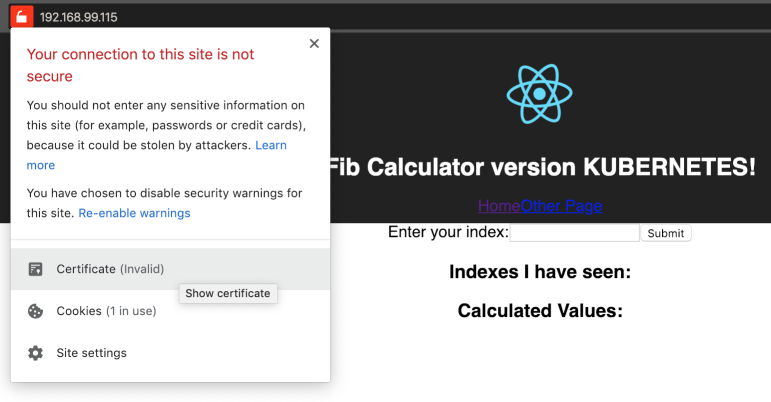 192.168.99.115
Your connection to this site is not
secure
You should not enter any sensitive information on
this site (for example, passwords or credit cards),
because it could be stolen by attackers. Learn
more
You have chosen to disable security warnings for
this site. Re-enable warnings
Certificate (Invalid)
Show certificate
Cookies (1 in use)
Site settings
Fib Calculator version KUBERNETES!
HomeOther Page
Enter your index: Submit
Indexes I have seen:
Calculated Values: